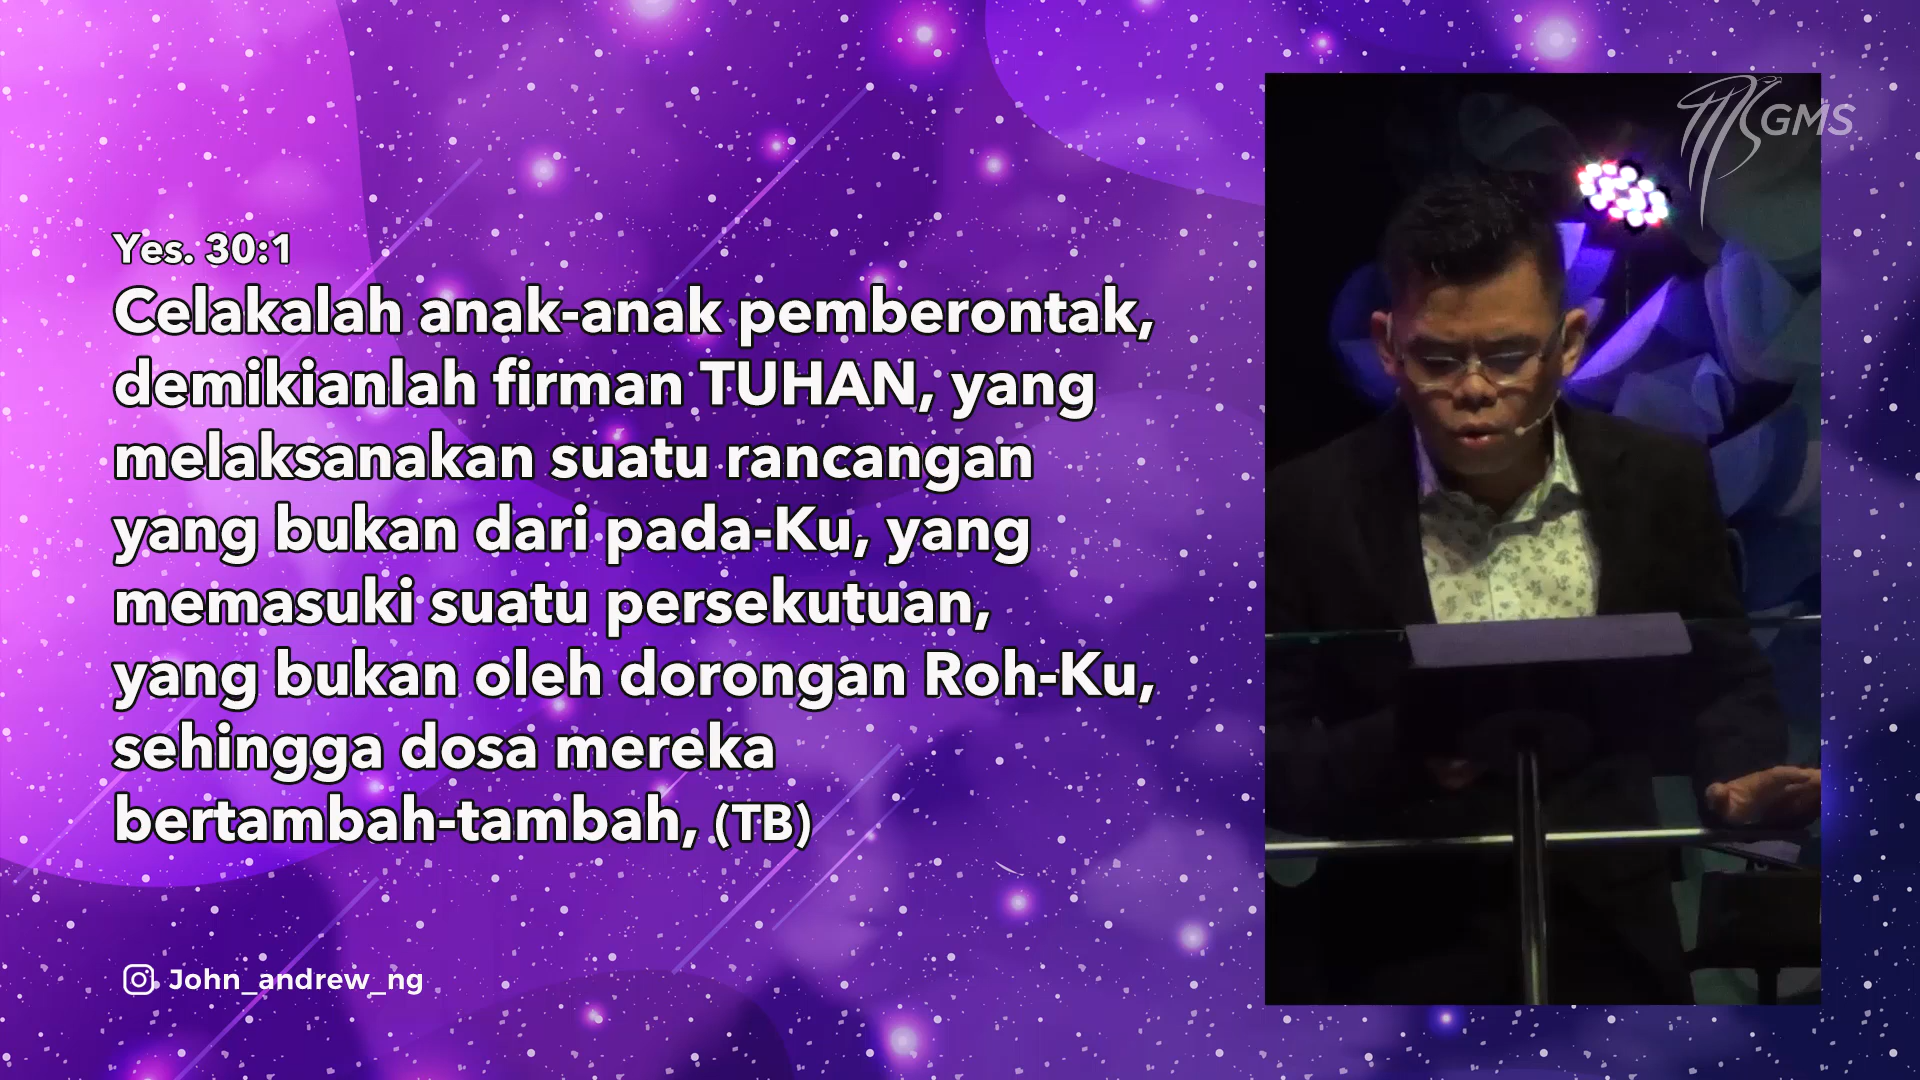 GMS
Yes. 30:1
Celakalah anak-anak pemberontak,
demikianlah firman TUHAN, yang
melaksanakan suatu rancangan
yang bukan dari pada-Ku, yang
memasuki suatu persekutuan,
yang bukan oleh dorongan Roh-Ku,
sehingga dosa mereka
bertambah-tambah, (TB)
John_andrew_ng